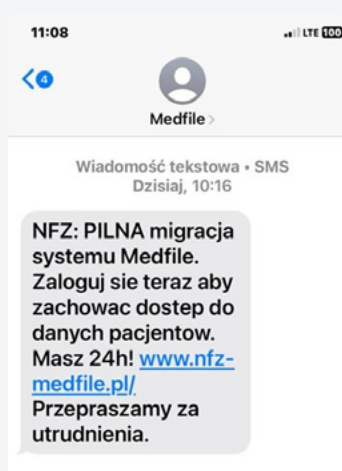 11:08
LTE 100
4
Medfile
Wiadomość tekstowa • SMS
Dzisiaj, 10:16
NFZ: PILNA migracja
systemu Medfile.
Zaloguj sie teraz aby
zachowac dostep do
danych pacjentow.
Masz 24h! www.nfz-
medfile.pl/
Przepraszamy za
utrudnienia.